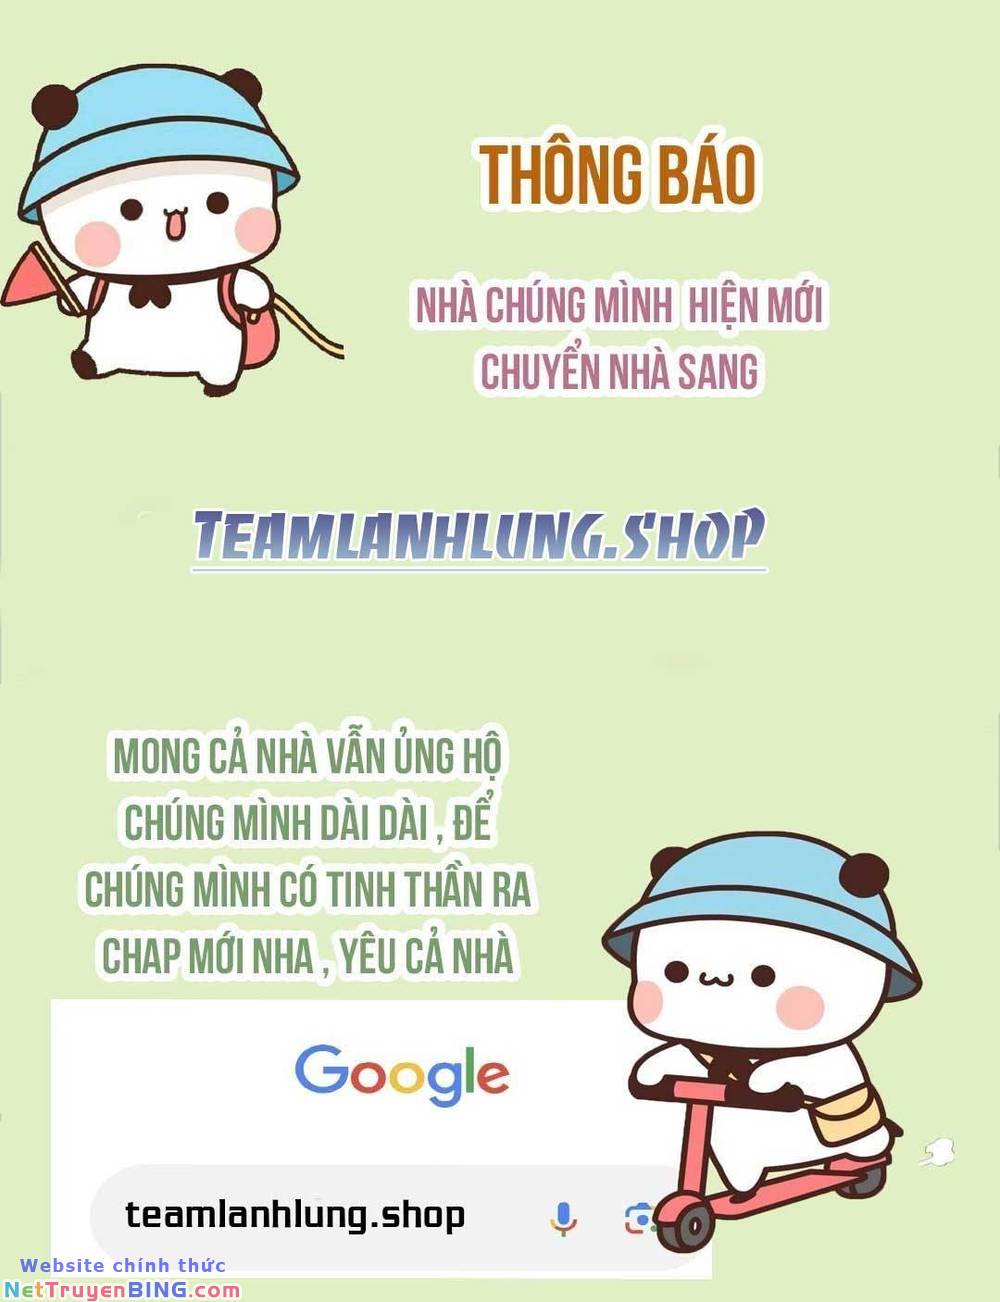 THÔNG BÁO
NHÀ CHÚNG MÌNH HIỆN MỚI
CHUYỂN NHÀ SANG
TEAMLANHLUNG.SHOP
MONG CẢ NHÀ VẪN ỦNG HỘ
CHÚNG MÌNH DÀI DÀI , ĐỂ
CHÚNG MÌNH CÓ TINH THẦN RA
CHAP MỚI NHA , YÊU CẢ NHÀ
Google
teamlanhlung.shop
Website chính thức
NetTruyenBING.com